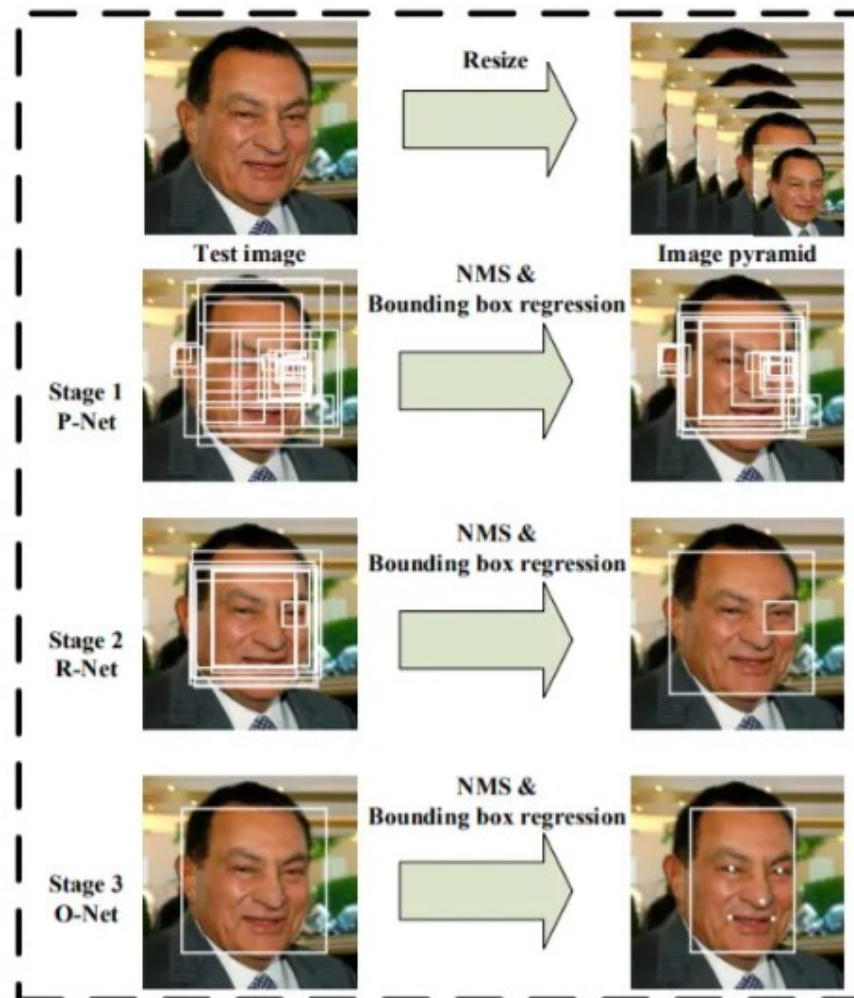 Resize
Test image
Image pyramid
NMS &
Bounding box regression
Stage 1
P-Net
NMS &
Bounding box regression
Stage 2
R-Net
NMS &
Bounding box regression
Stage 3
O-Net